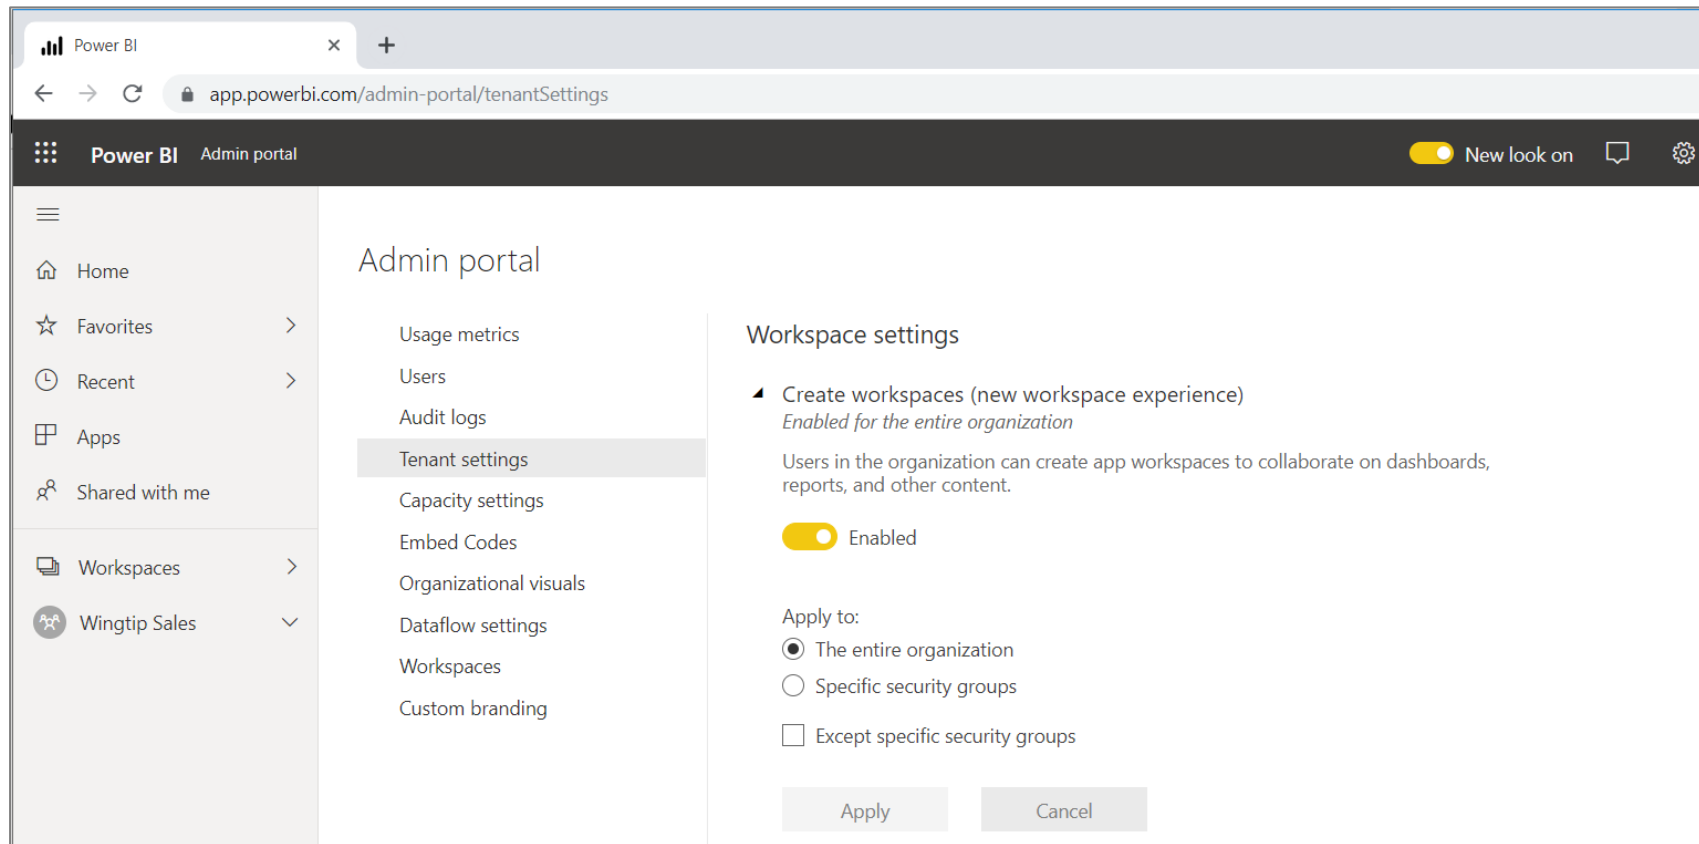 Power BI
app.powerbi.com/admin-portal/tenantSettings
Power BI Admin portal New look on
Home
Favorites
Recent
Apps
Shared with me
Workspaces
Wingtip Sales
Admin portal
Usage metrics
Users
Audit logs
Tenant settings
Capacity settings
Embed Codes
Organizational visuals
Dataflow settings
Workspaces
Custom branding
Workspace settings
Create workspaces (new workspace experience)
Enabled for the entire organization
Users in the organization can create app workspaces to collaborate on dashboards,
reports, and other content.
Enabled
Apply to:
The entire organization
Specific security groups
Except specific security groups
Apply Cancel